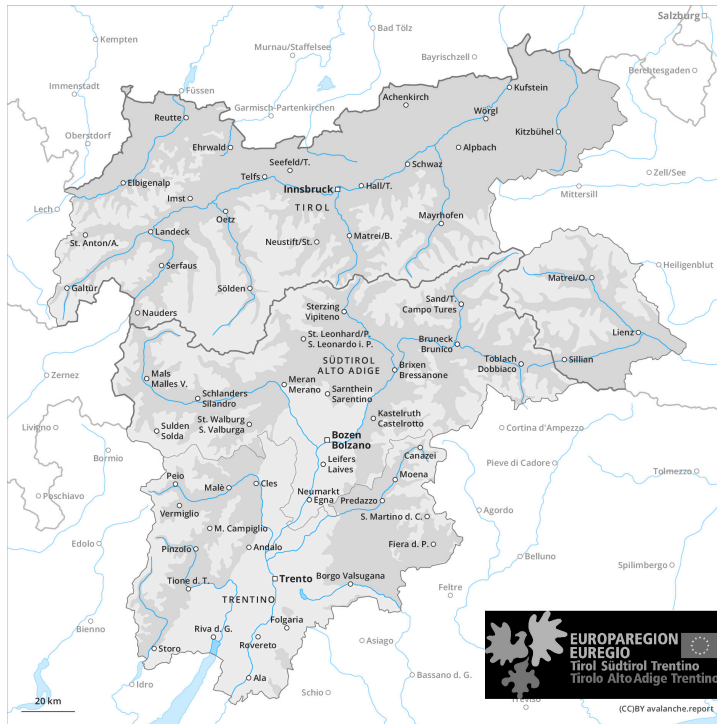 Salzburg
Kempten
Bad Tölz
Murnau/Staffelsee
Bayrischzell
Berchtesgaden
Immenstadt
Füssen
Garmisch-Partenkirchen
Achenkirch
Kufstein
Reutte
Wörgl
Oberstdorf
Ehrwald
Kitzbühel
Alpbach
Seefeld/T.
Schwaz
Telfs
Zell/See
Elbigenalp
Innsbruck
Hall/T.
Mittersill
Imst
TIROL
Lech
Oetz
Mayrhofen
Landeck
Matrei/B.
St. Anton/A.
Neustift/St.
Serfaus
Heiligenblut
Matrei/O.
Galtür
Sölden
Sand/T.
Campo Tures
Nauders
Sterzing
Vipiteno
Lienz
St. Leonhard/P.
S. Leonardo i. P.
Bruneck
Brunico
SÜDTIROL
ALTO ADIGE
Toblach
Dobbiaco
Sillian
Zernez
Mals
Malles V.
Meran
Merano
Brixen
Bressanone
Schlanders
Silandro
Sarnthein
Sarentino
St. Walburg
S. Valburga
Kastelruth
Castelrotto
Livigno
Sulden
Solda
Cortina d'Ampezzo
Bozen
Bolzano
Bormio
Canazei
Leifers
Laives
Pieve di Cadore
Tolmezzo
Peio
Moena
Malè
Cles
Neumarkt
Egna
Poschiavo
Predazzo
Vermiglio
Agordo
S. Martino d. C.
M. Campiglio
Edolo
Pinzolo
Andalo
Fiera d. P.
Belluno
Spilimbergo
Tione d. T.
Trento
Borgo Valsugana
Feltre
TRENTINO
Folgaria
Bienno
Riva d. G.
Rovereto
Asiago
Storo
Ala
Bassano d. G.
Idro
Schio
Treviso
EUROPAREGION
EUREGIO
Tirol Südtirol Trentino
Tirolo Alto Adige Trentino
20 km
(CC)BY avalanche.report